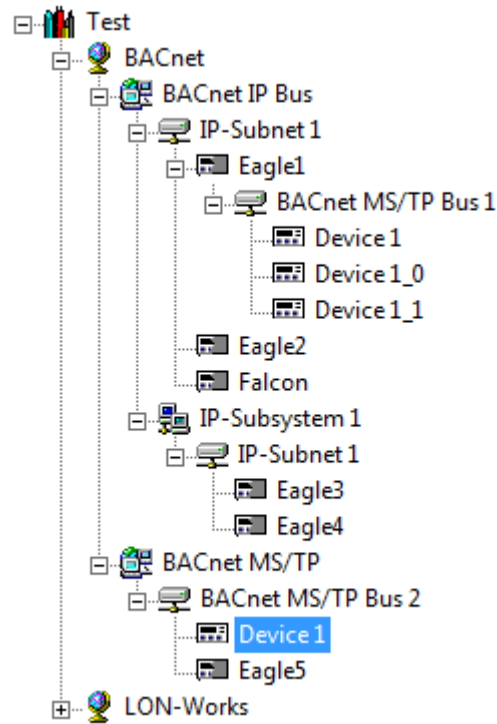 Test
BACnet
BACnet IP Bus
IP-Subnet 1
Eagle1
BACnet MS/TP Bus 1
Device 1
Device 1_0
Device 1_1
Eagle2
Falcon
IP-Subsystem 1
IP-Subnet 1
Eagle3
Eagle4
BACnet MS/TP
BACnet MS/TP Bus 2
Device 1
Eagle5
LON-Works